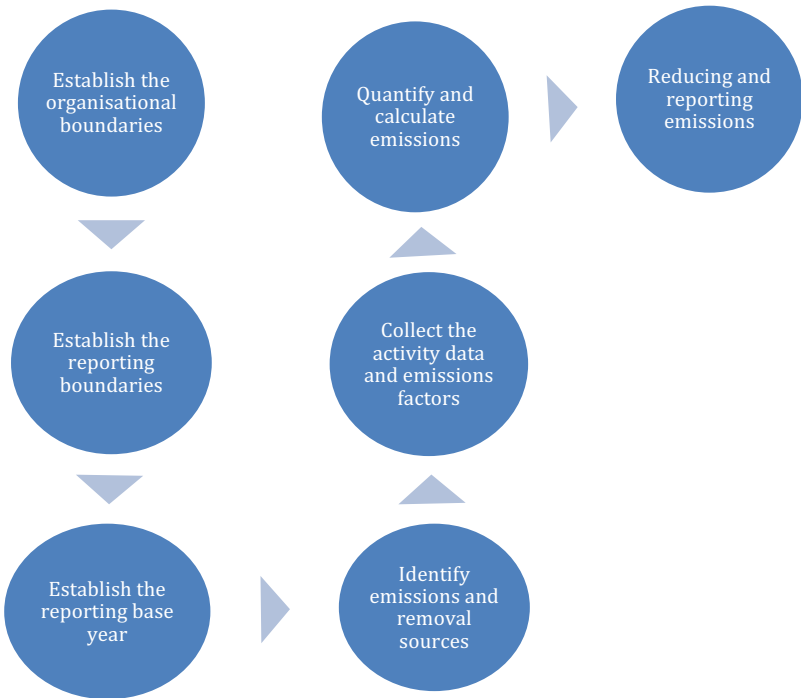 Establish the
organisational
boundaries
Establish the
reporting
boundaries
Establish the
reporting base
year
Identify
emissions and
removal
sources
Collect the
activity data
and emissions
factors
Quantify and
calculate
emissions
Reducing and
reporting
emissions